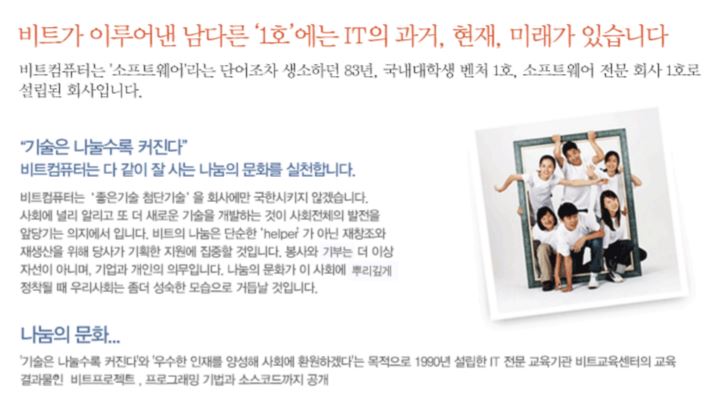 비트가 이루어낸 남다른 '1호'에는 IT의 과거, 현재, 미래가 있습니다
비트컴퓨터는 '소프트웨어'라는 단어조차 생소하던 83년, 국내대학생 벤처 1호, 소프트웨어 전문 회사 1호로
설립된 회사입니다.
"기술은 나눌수록 커진다"
비트컴퓨터는 다 같이 잘 사는 나눔의 문화를 실천합니다.
비트컴퓨터는 '좋은기술 첨단기술' 을 회사에만 국한시키지 않겠습니다.
사회에 널리 알리고 또 더 새로운 기술을 개발하는 것이 사회전체의 발전을
앞당기는 의지에서 입니다. 비트의 나눔은 단순한 'helper' 가 아닌 재창조와
재생산을 위해 당사가 기획한 지원에 집중할 것입니다. 봉사와 기부는 더 이상
자선이 아니며, 기업과 개인의 의무입니다. 나눔의 문화가 이 사회에 뿌리깊게
정착될 때 우리사회는 좀더 성숙한 모습으로 거듭날 것입니다.
나눔의 문화...
'기술은 나눌수록 커진다'와 '우수한 인재를 양성해 사회에 환원하겠다'는 목적으로 1990년 설립한 IT 전문 교육기관 비트교육센터의 교육
결과물인 비트프로젝트 , 프로그래밍 기법과 소스코드까지 공개